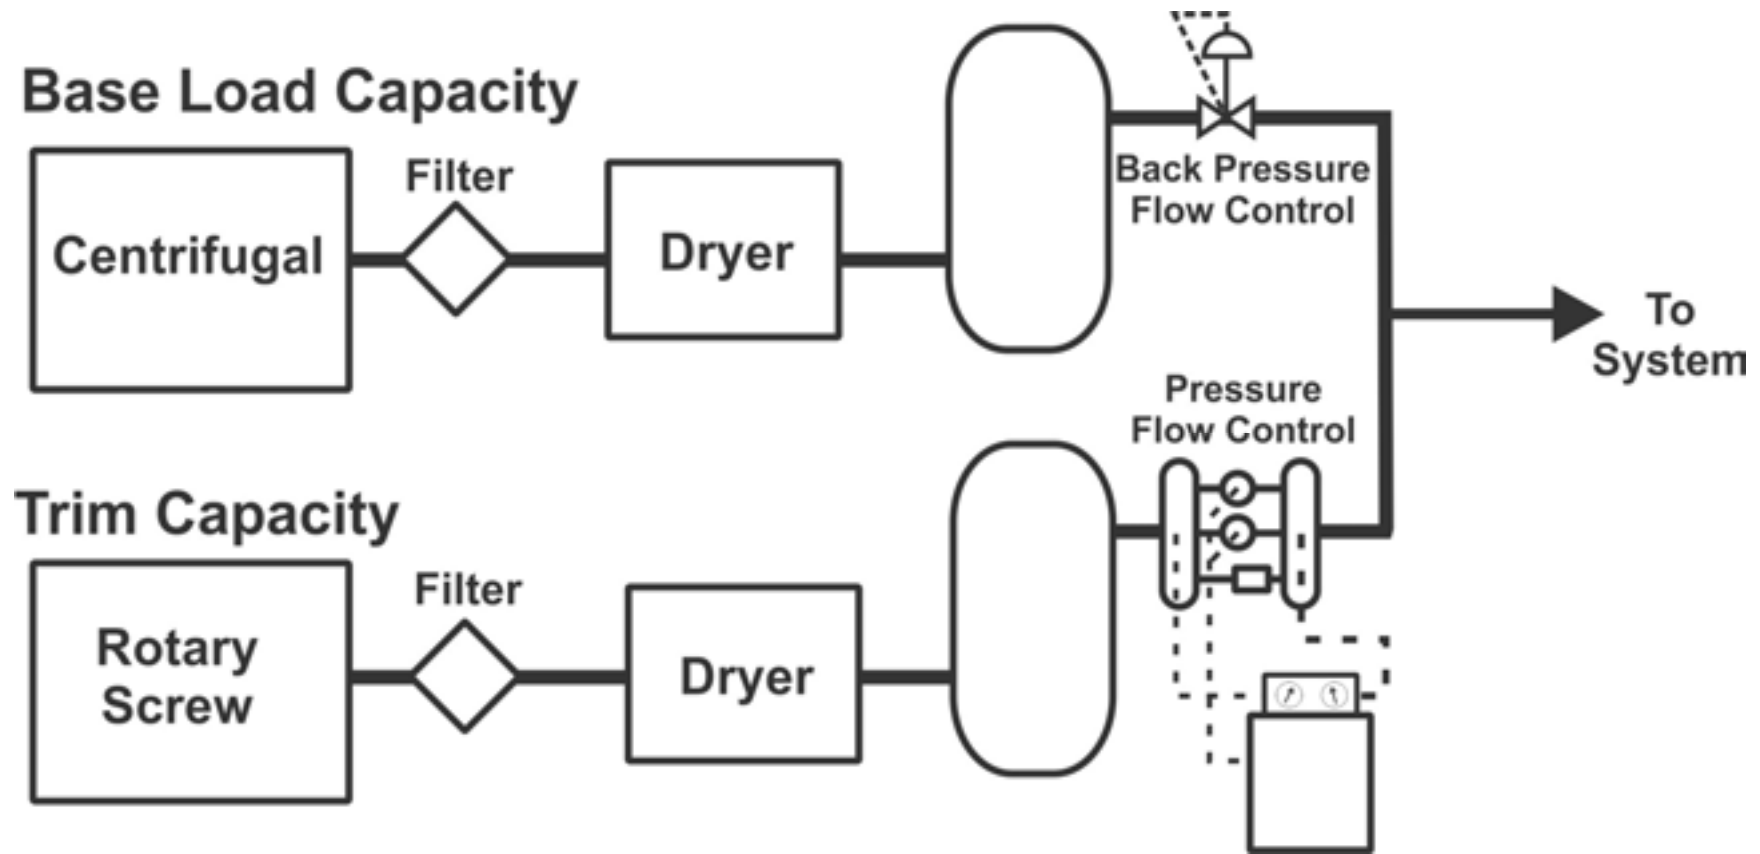 Base Load Capacity
Filter
Centrifugal
Dryer
Back Pressure
Flow Control
To
System
Pressure
Flow Control
Trim Capacity
Filter
Rotary
Screw
Dryer